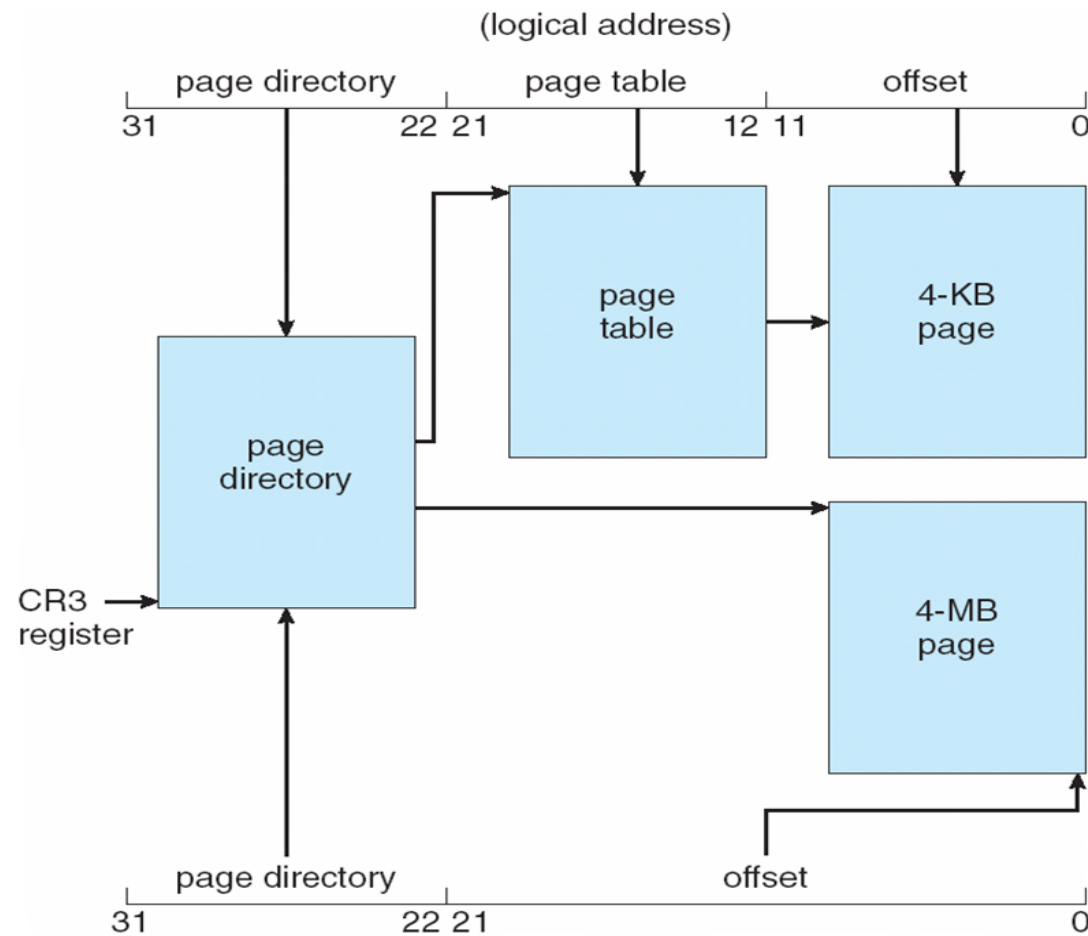 (logical address)
page directory page table offset
31 22 21 12 11 0
page
table
4-KB
page
page
directory
CR3
register
4-MB
page
page directory offset
31 22 21 0